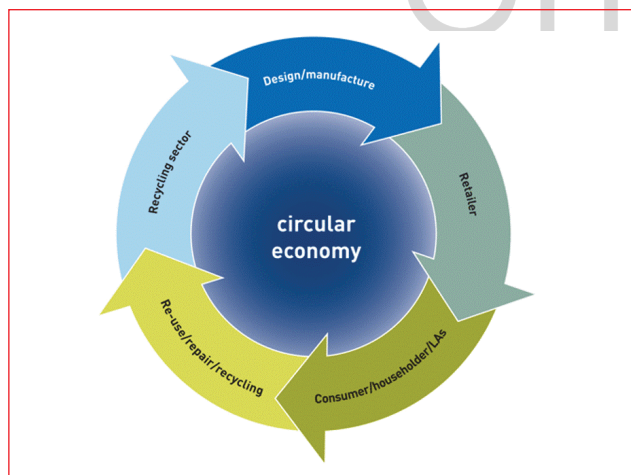 Design/manufacture
Retailer
Consumer/householder/LAs
Re-use/repair/recycling
Recycling sector
circular
economy